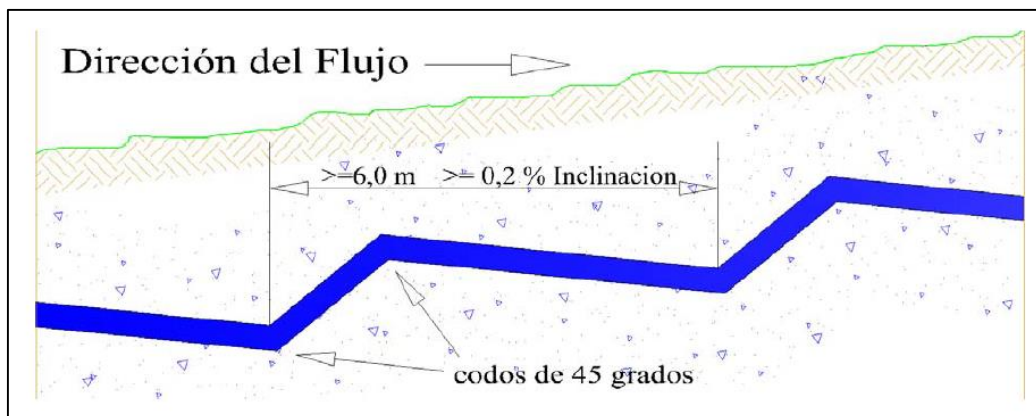 Dirección del Flujo
>=6,0 m >= 0,2 % Inclinacion
codos de 45 grados